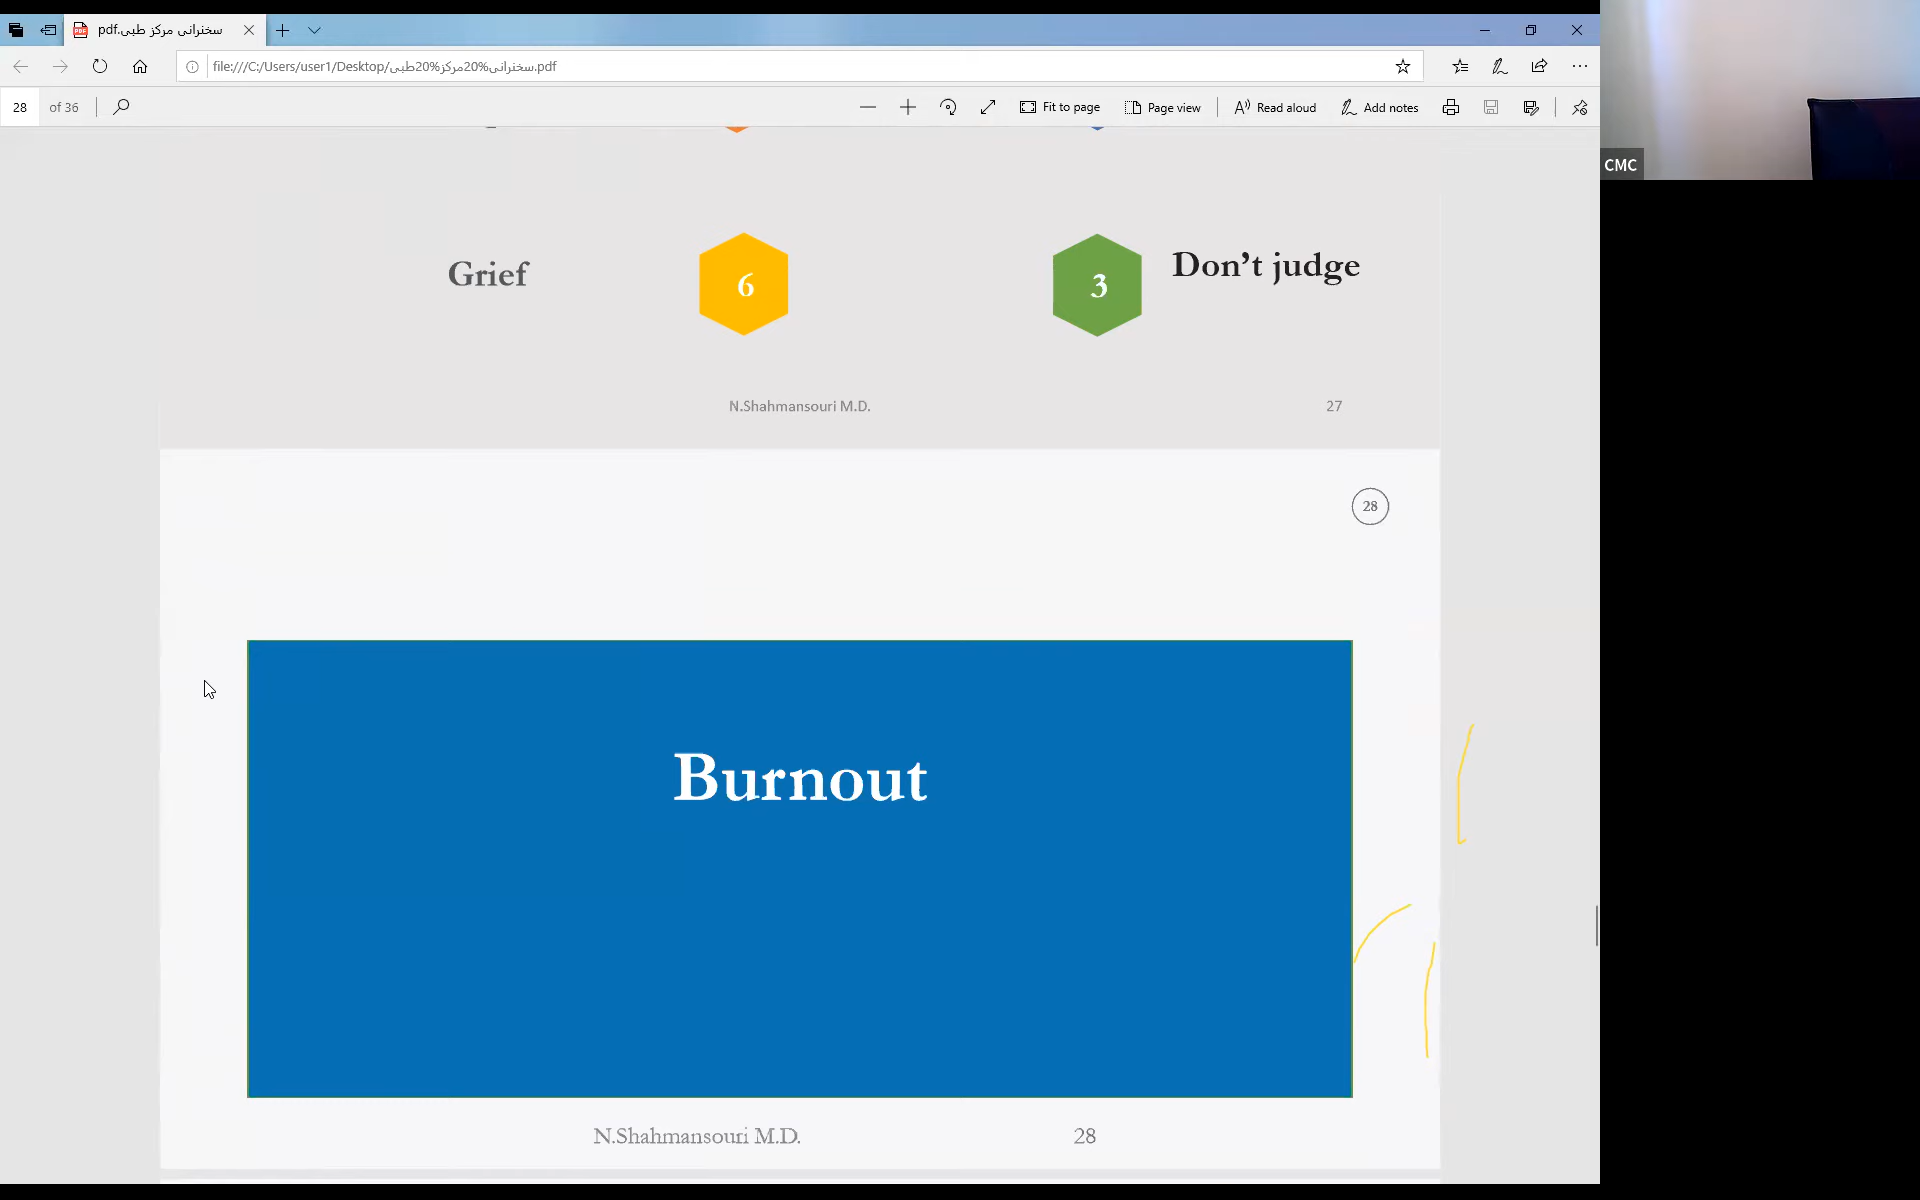 سخنرانی مرکز طبی.pdf
file:///C:/Users/user1/Desktop/سخنرانی%20مرکز%20طبی.pdf
28 of 36
Fit to page
Page view
Read aloud
Add notes
CMC
Grief
6
3
Don't judge
N.Shahmansouri M.D.
27
28
Burnout
N.Shahmansouri M.D.
28